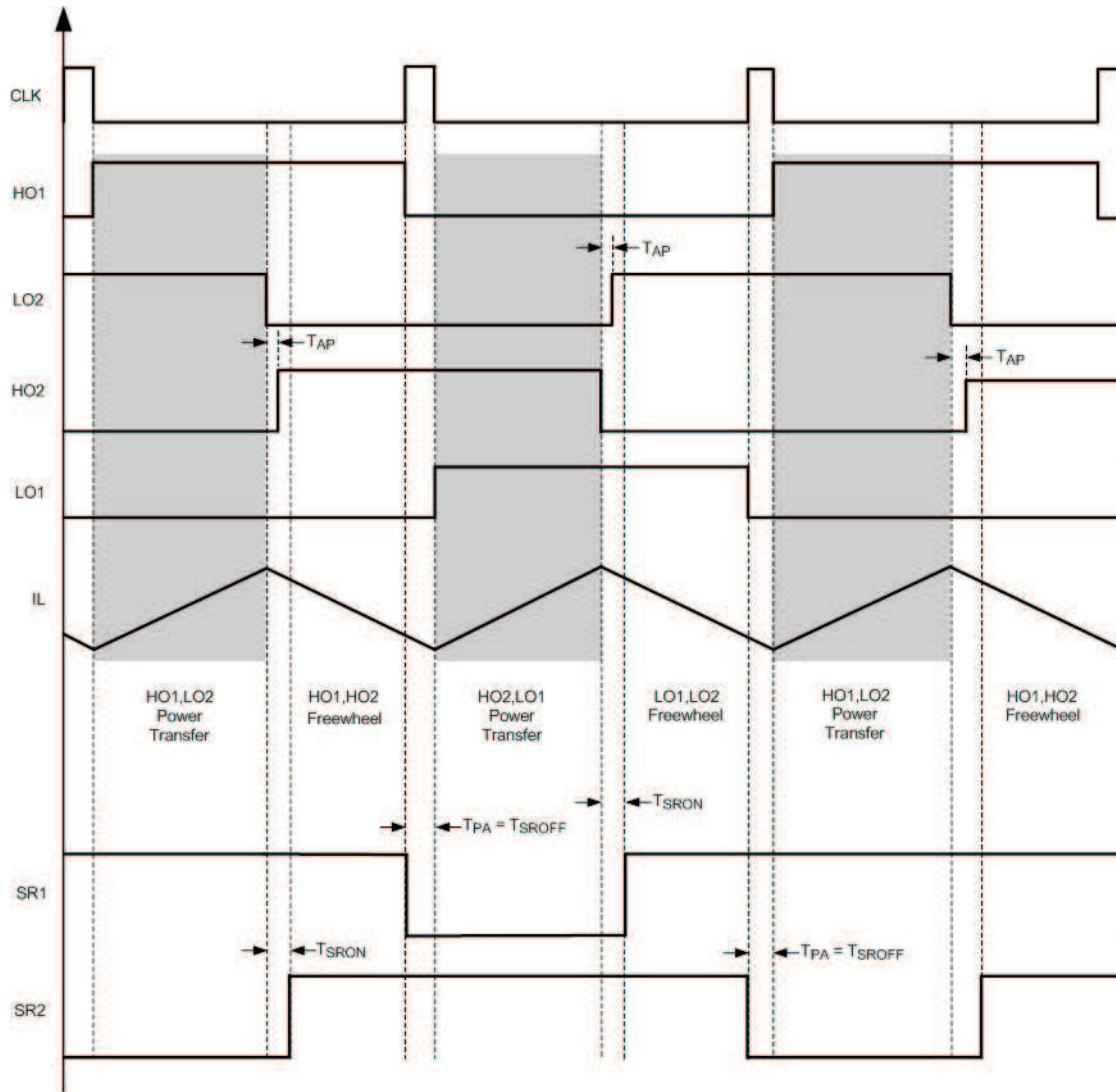 CLK
HO1
TAP
LO2
TAP
TAP
HO2
LO1
IL
HO1,LO2
Power
Transfer
HO1,HO2
Freewheel
HO2,LO1
Power
Transfer
LO1,LO2
Freewheel
HO1,LO2
Power
Transfer
HO1,HO2
Freewheel
TSRON
TPA = TSROFF
SR1
TSRON
TPA = TSROFF
SR2